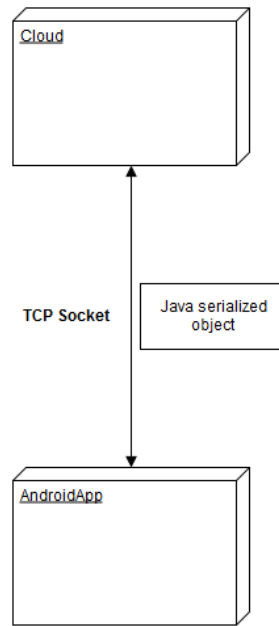 Cloud
TCP Socket
Java serialized
object
AndroidApp